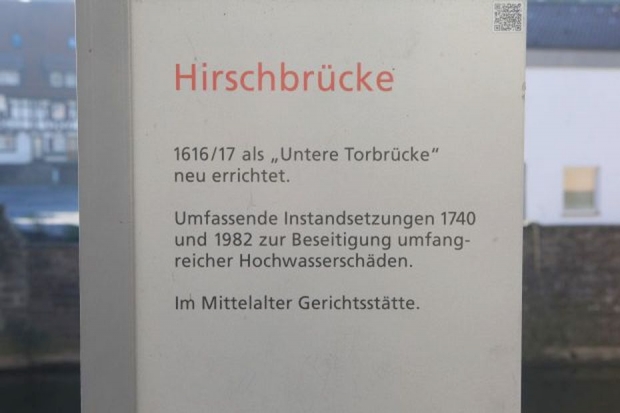 Hirschbrücke
1616/17 als „Untere Torbrücke“
neu errichtet.
Umfassende Instandsetzungen 1740
und 1982 zur Beseitigung umfang-
reicher Hochwasserschäden.
Im Mittelalter Gerichtsstätte.